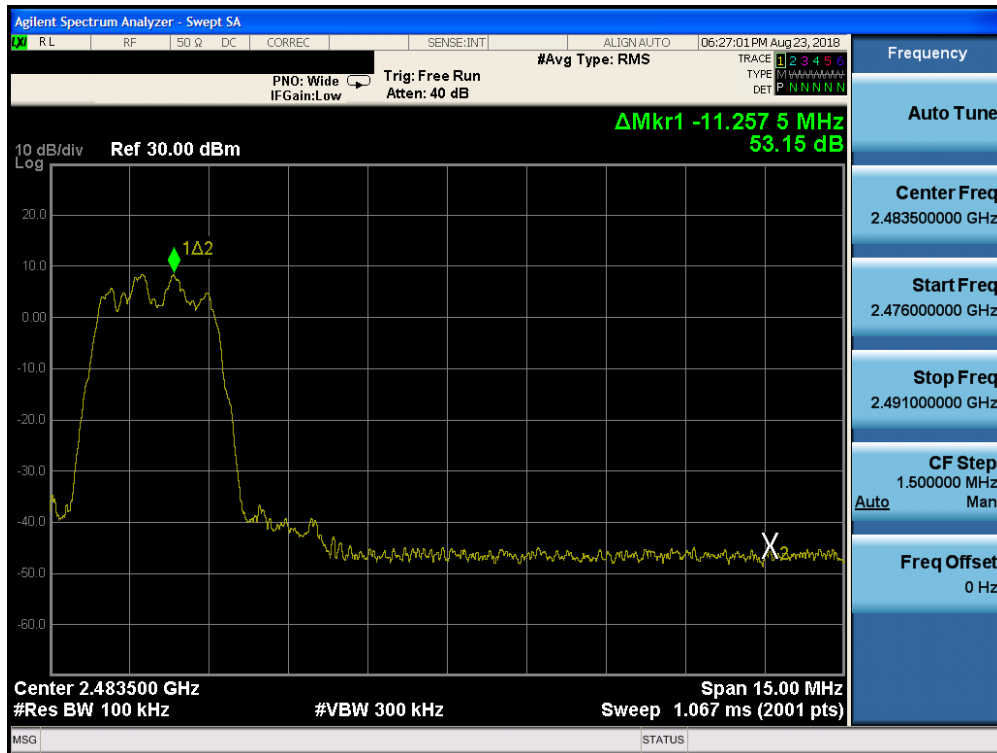 Agilent Spectrum Analyzer - Swept SA
LXI RL RF 50 Ω DC CORREC SENSE:INT ALIGN AUTO 06:27:01 PM Aug 23, 2018
PNO: Wide
IFGain:Low
Trig: Free Run
Atten: 40 dB
#Avg Type: RMS
TRACE 1 2 3 4 5 6
TYPE M
DET P N N N N N
ΔMkr1 -11.257 5 MHz
53.15 dB
10 dB/div Ref 30.00 dBm
Log
20.0
10.0
0.00
-10.0
-20.0
-30.0
-40.0
-50.0
-60.0
1Δ2
X2
Center 2.483500 GHz Span 15.00 MHz
#Res BW 100 kHz #VBW 300 kHz Sweep 1.067 ms (2001 pts)
MSG STATUS
Frequency
Auto Tune
Center Freq
2.483500000 GHz
Start Freq
2.476000000 GHz
Stop Freq
2.491000000 GHz
CF Step
1.500000 MHz
Auto Man
Freq Offset
0 Hz